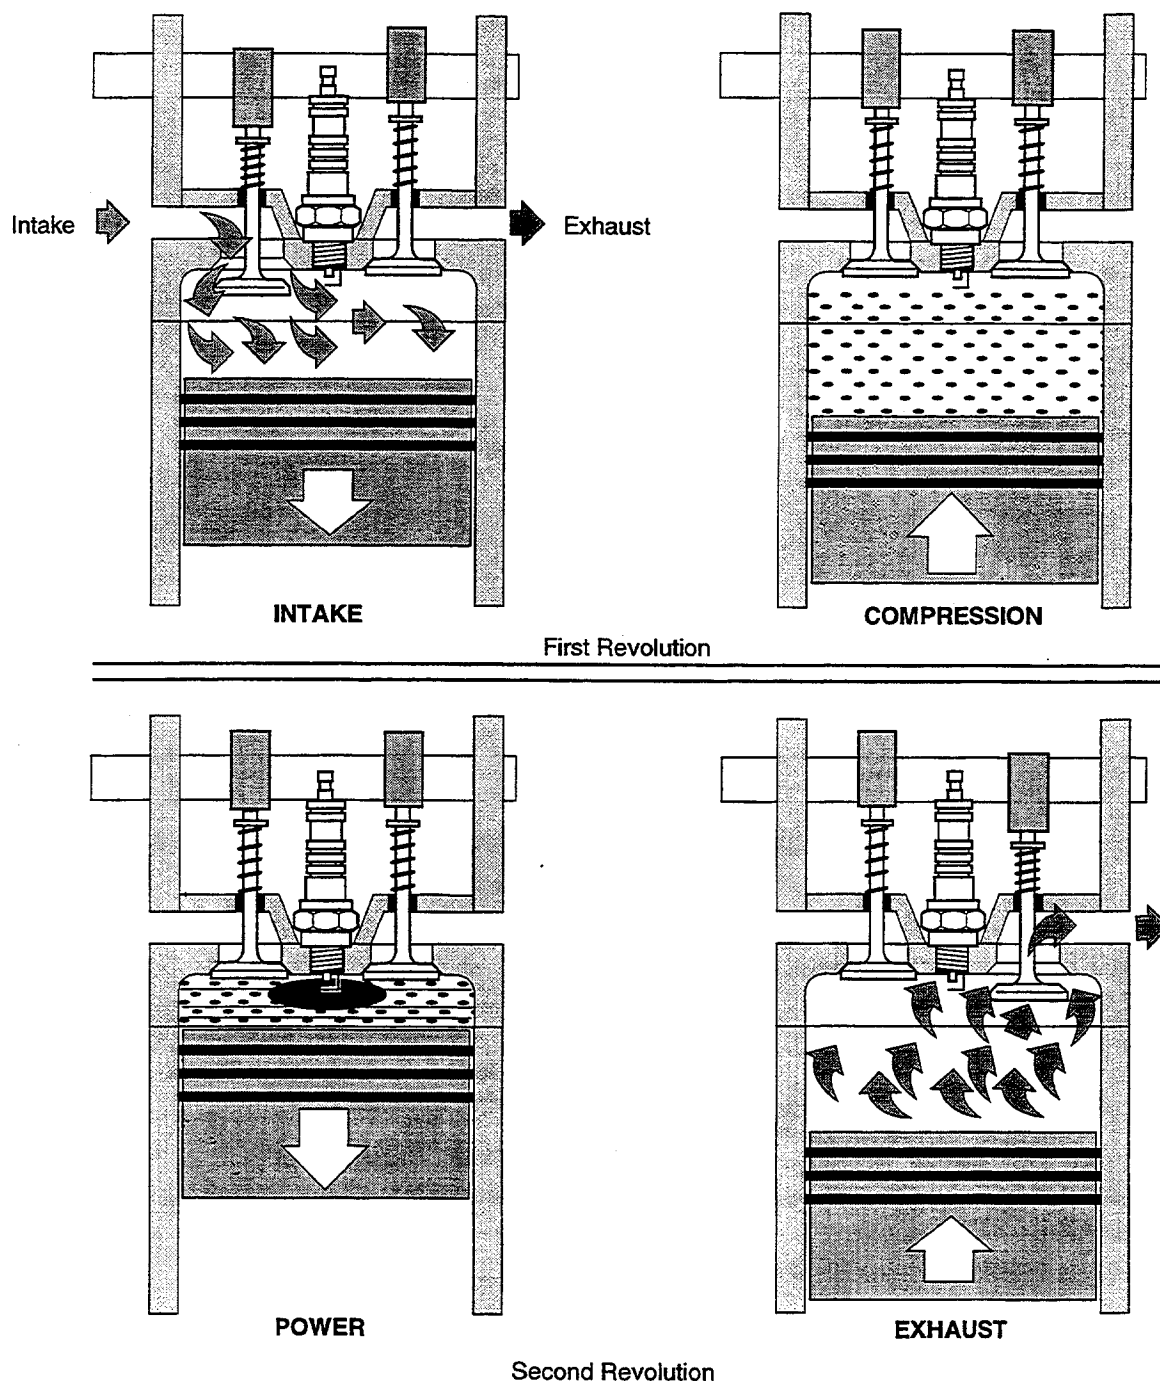 Intake
Exhaust
INTAKE
COMPRESSION
First Revolution
POWER
EXHAUST
Second Revolution